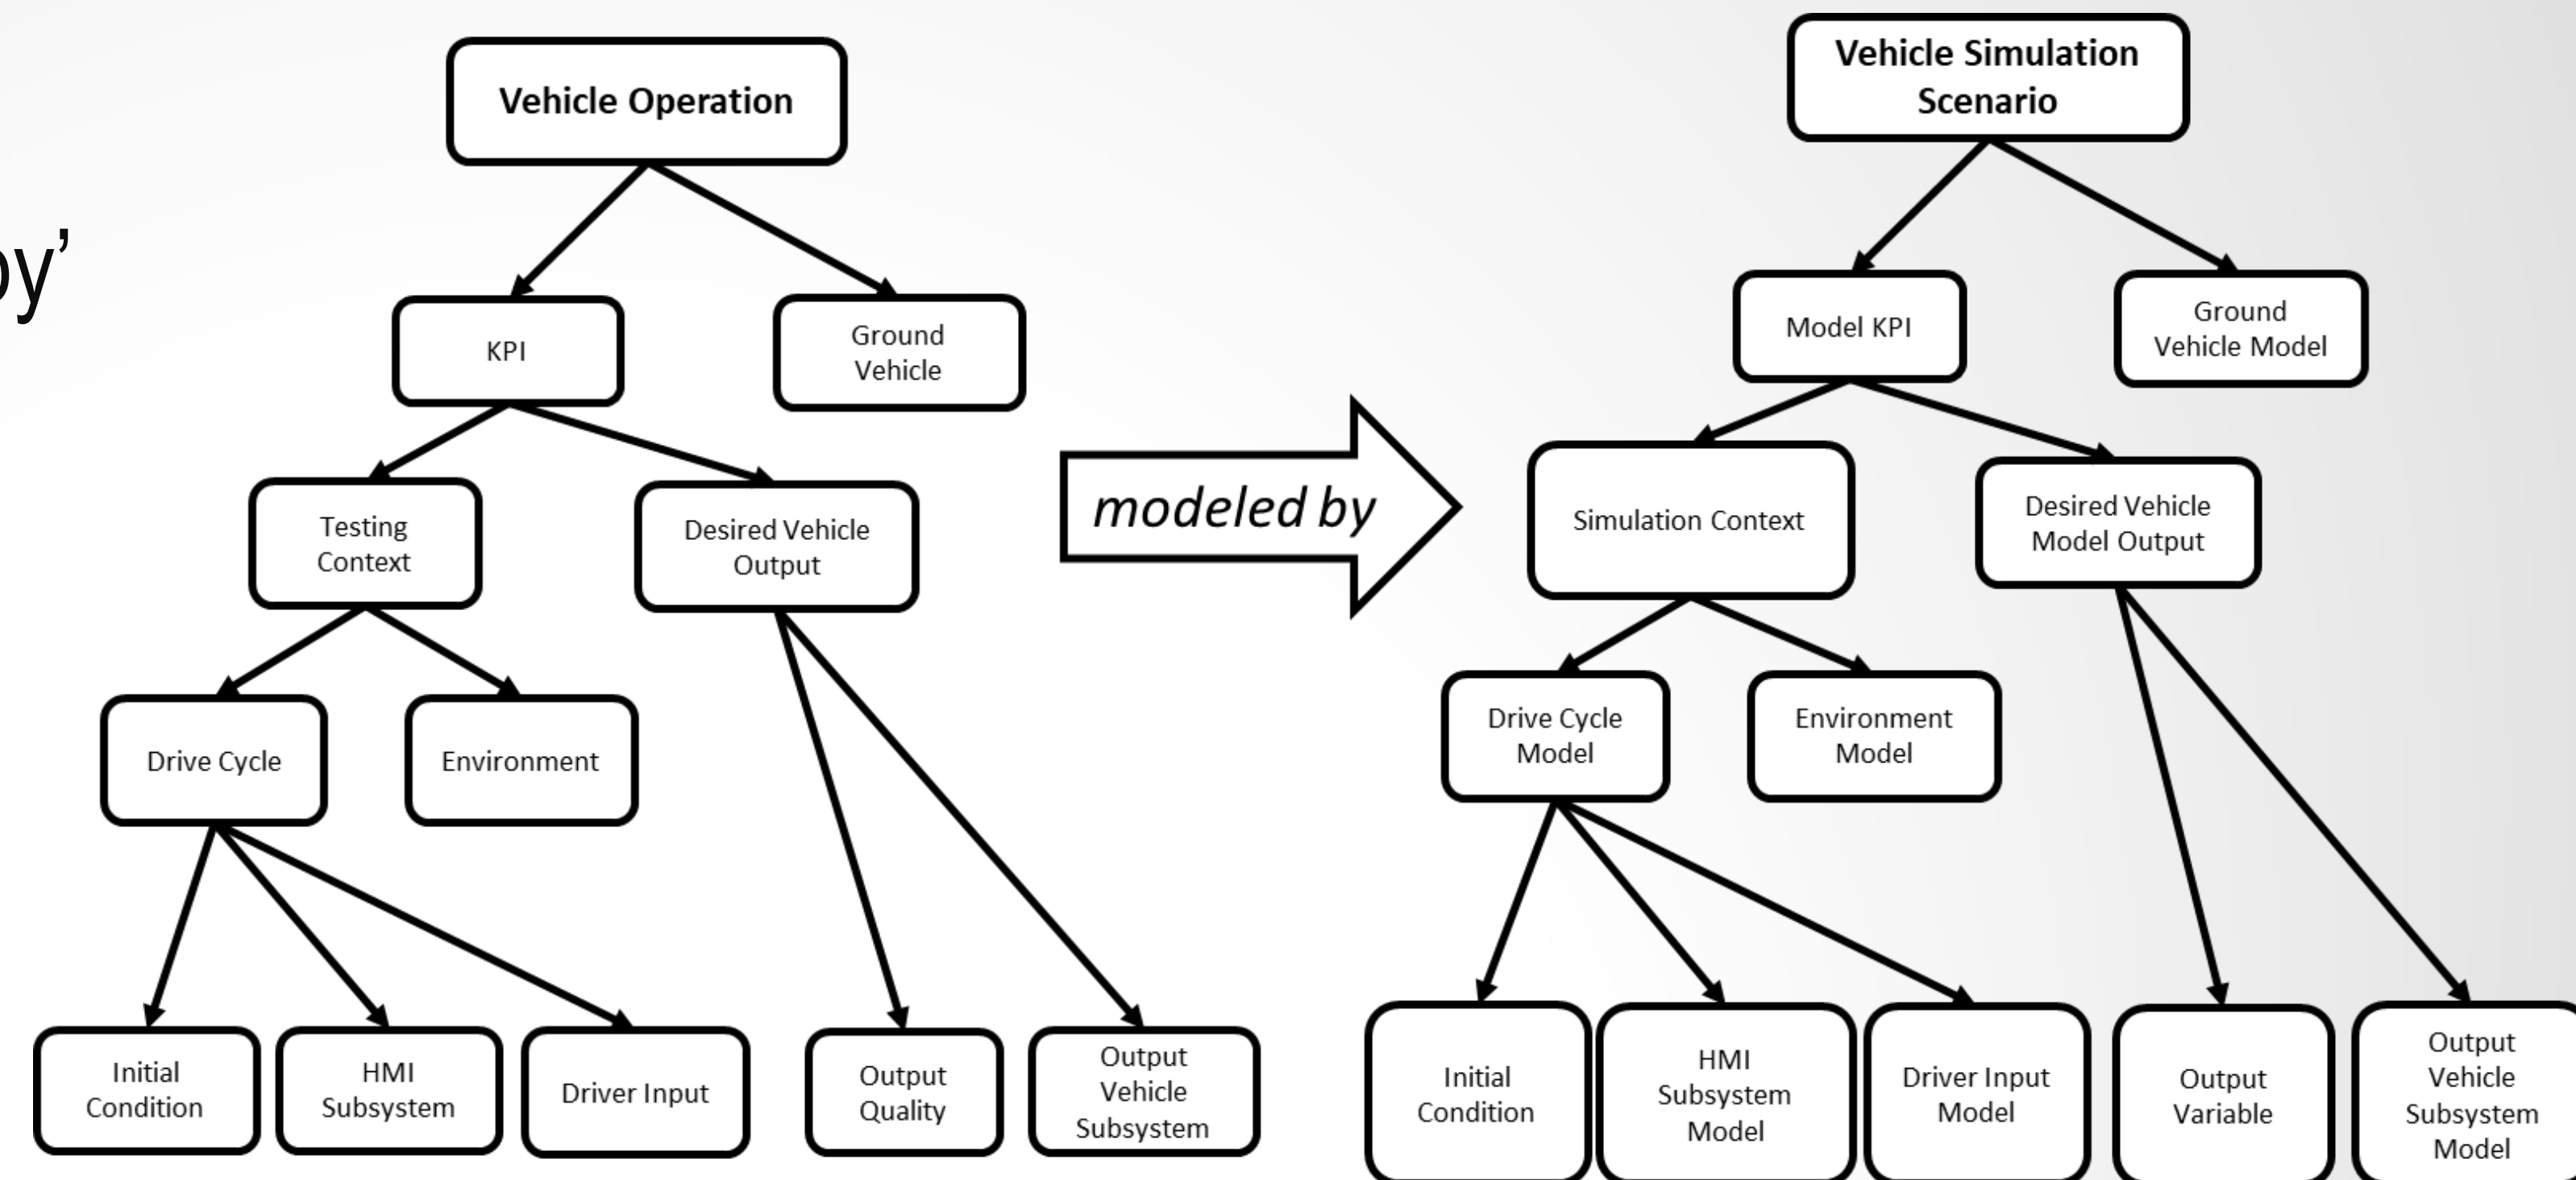 by’
Vehicle Operation
KPI
Ground
Vehicle
Testing
Context
Desired Vehicle
Output
Drive Cycle
Environment
Initial
Condition
HMI
Subsystem
Driver Input
Output
Quality
Output
Vehicle
Subsystem
modeled by
Vehicle Simulation
Scenario
Model KPI
Ground
Vehicle Model
Simulation Context
Desired Vehicle
Model Output
Drive Cycle
Model
Environment
Model
Initial
Condition
HMI
Subsystem
Model
Driver Input
Model
Output
Variable
Output
Vehicle
Subsystem
Model